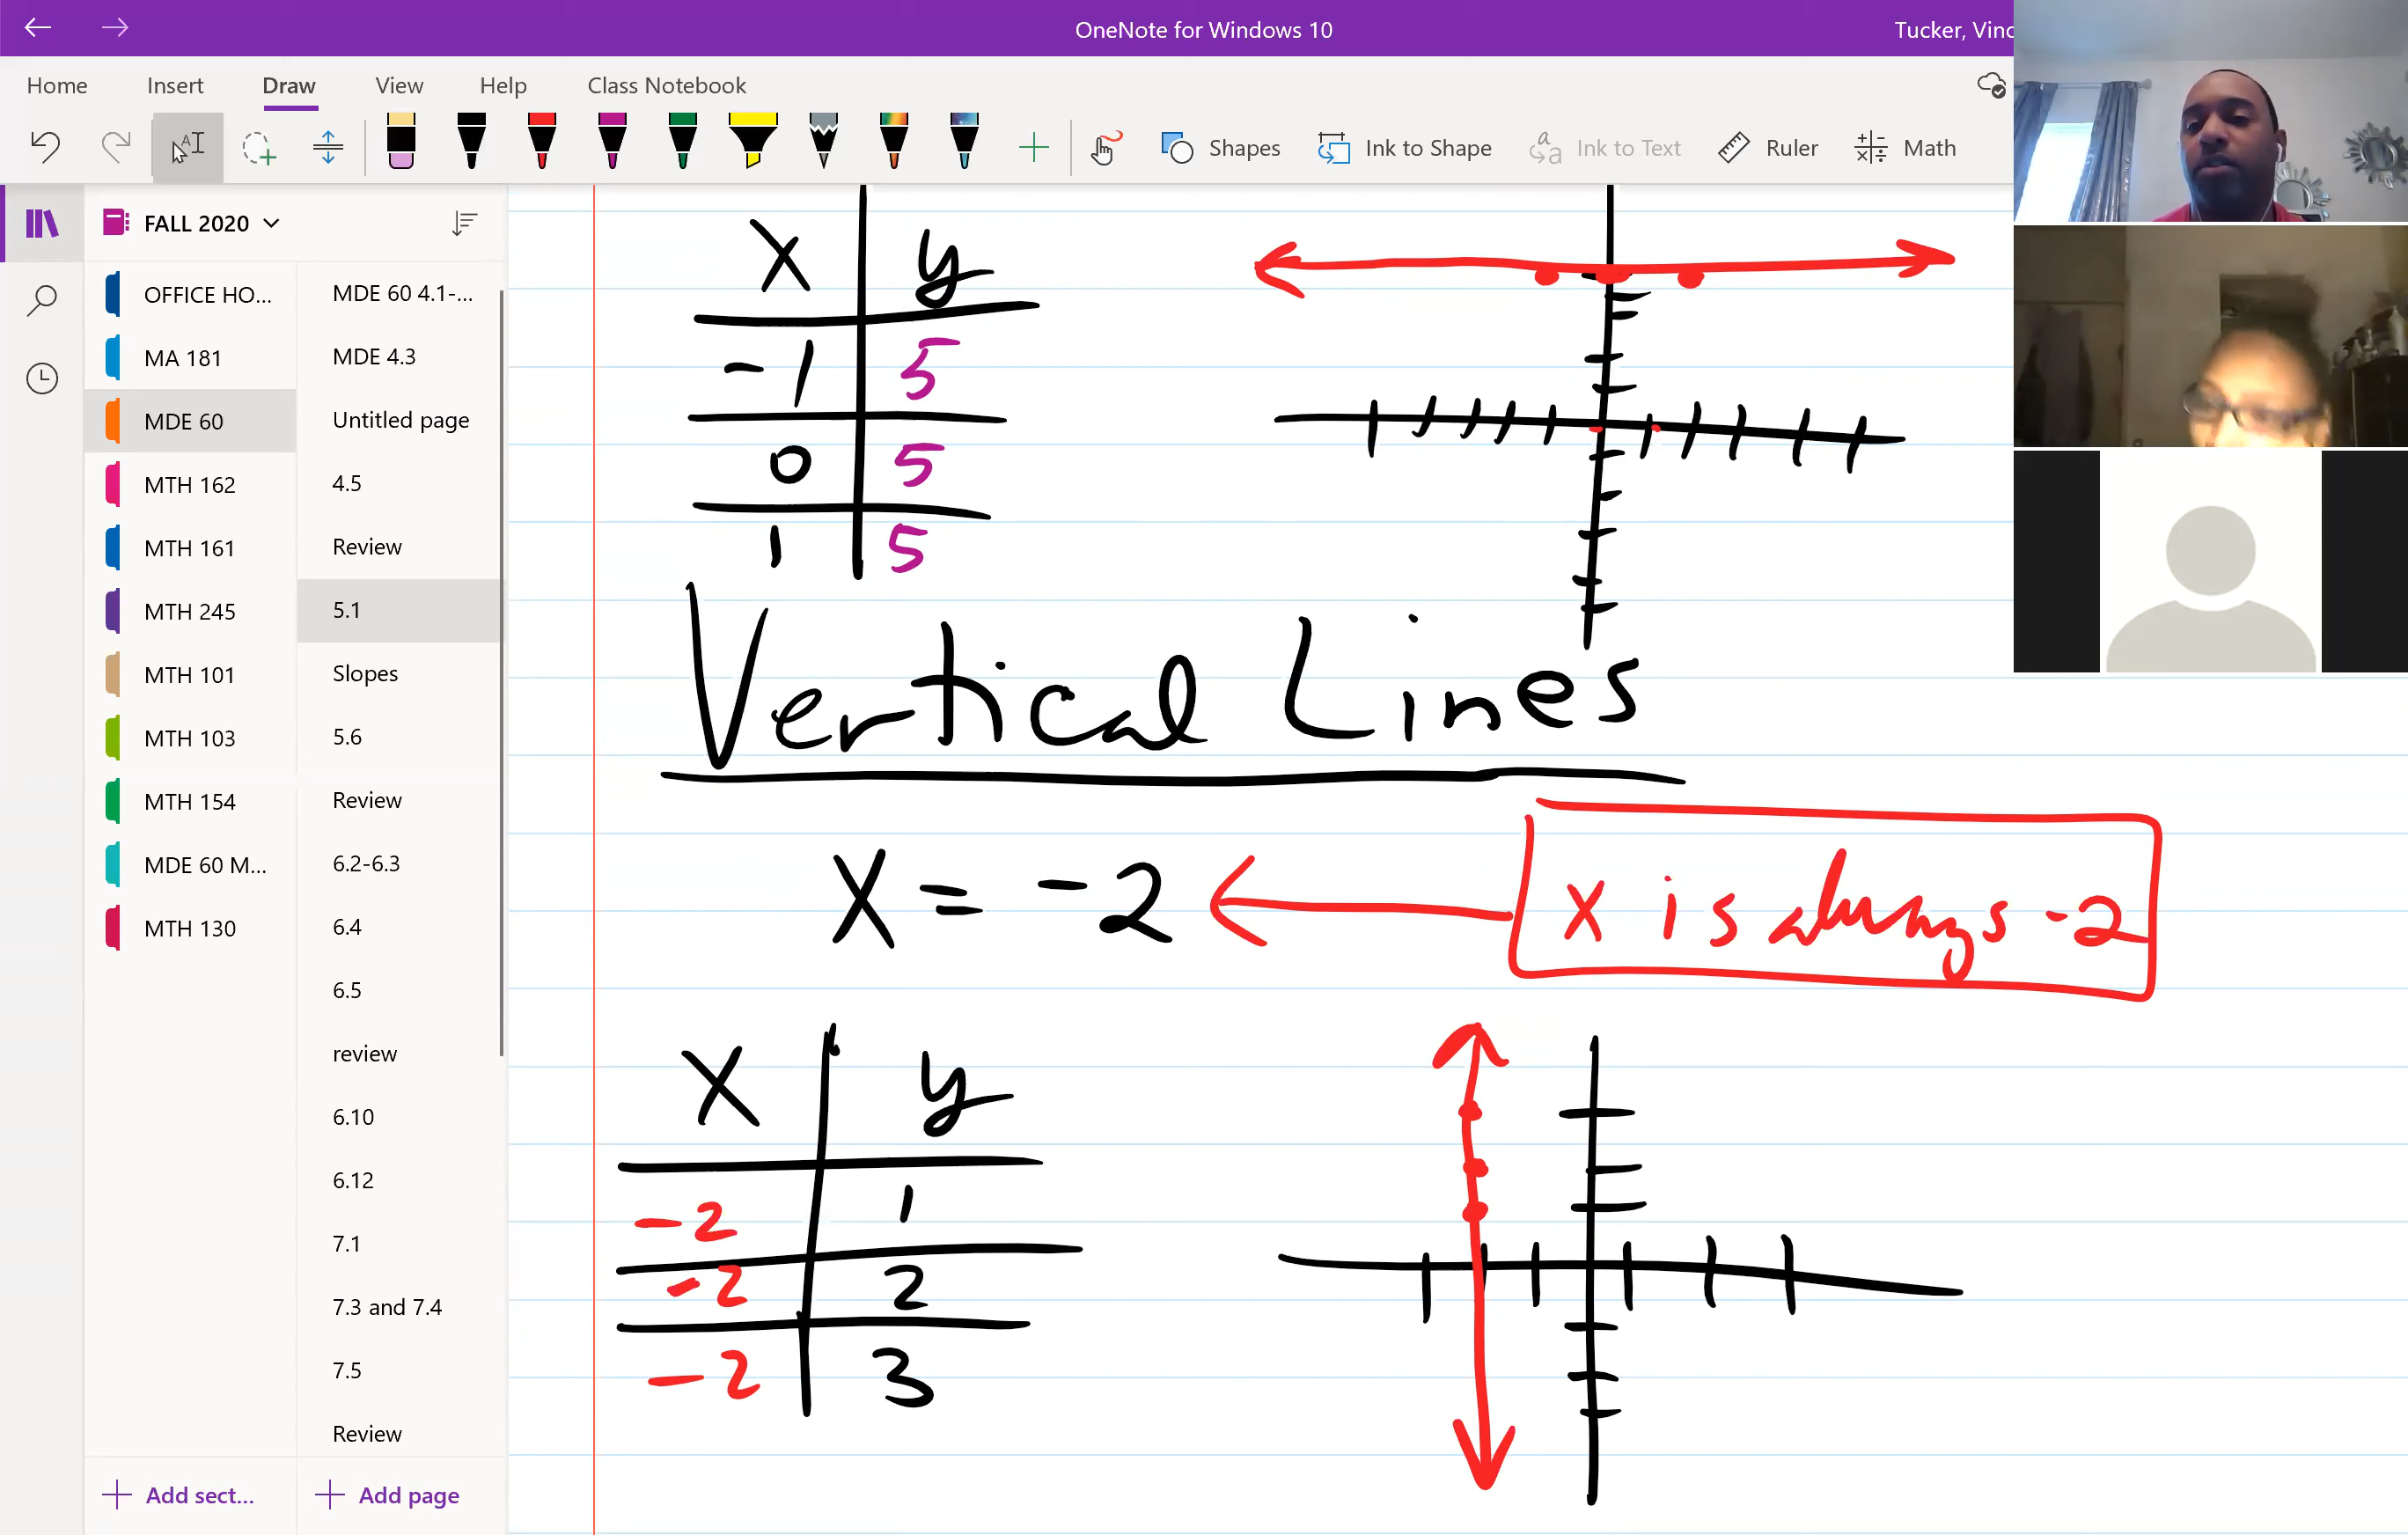 OneNote for Windows 10
Tucker, Vinc
Home Insert Draw View Help Class Notebook
Shapes Ink to Shape Ink to Text Ruler Math
FALL 2020
OFFICE HO...
MA 181
MDE 60
MTH 162
MTH 161
MTH 245
MTH 101
MTH 103
MTH 154
MDE 60 M...
MTH 130
Add sect...
MDE 60 4.1-...
MDE 4.3
Untitled page
4.5
Review
5.1
Slopes
5.6
Review
6.2-6.3
6.4
6.5
review
6.10
6.12
7.1
7.3 and 7.4
7.5
Review
Add page
x y
-1 5
0 5
1 5
Vertical Lines
X = -2
x is always -2
X y
-2 1
-2 2
-2 3